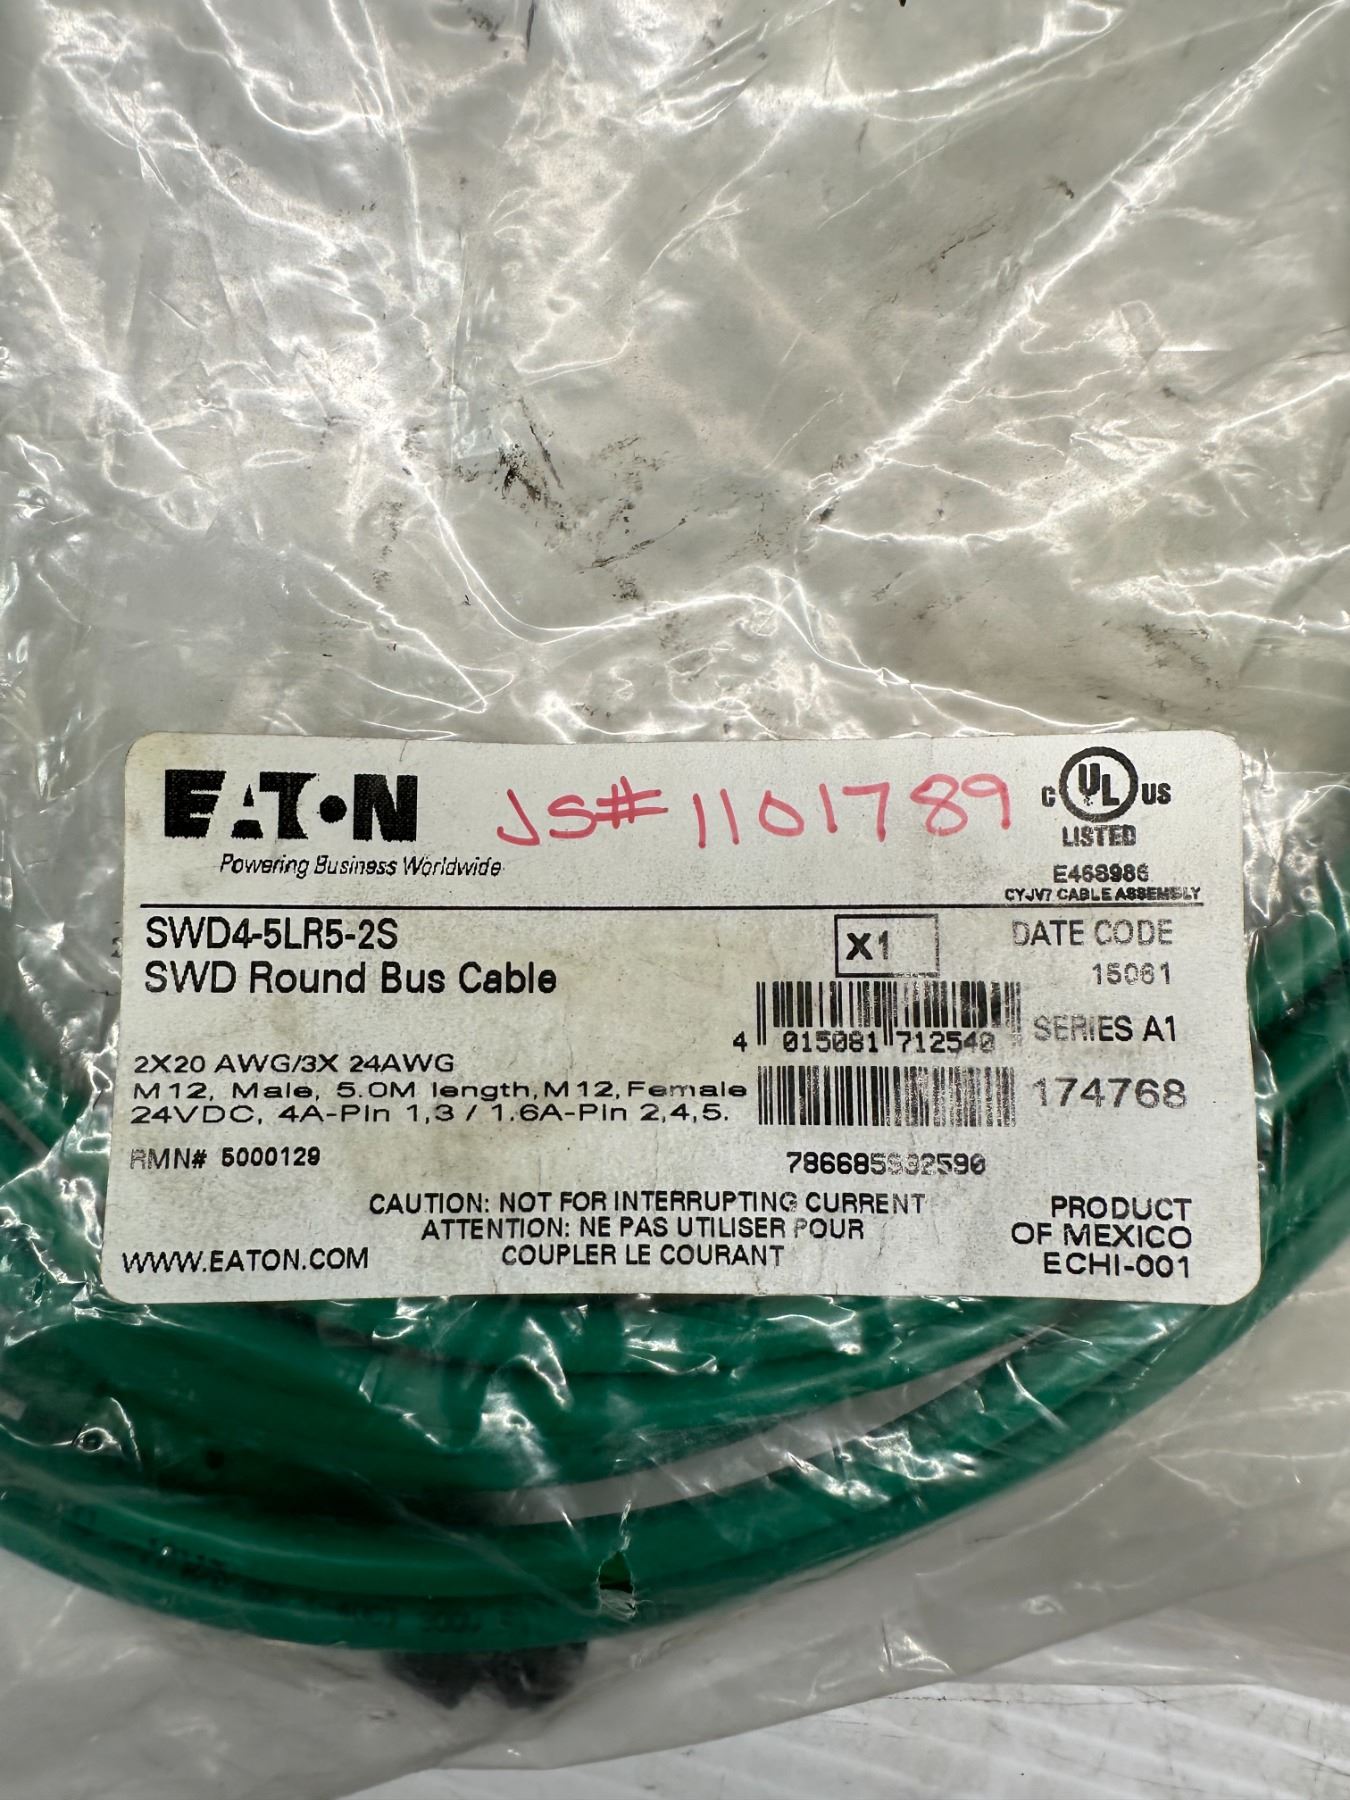 EATON
JS# 1101789
Powering Business Worldwide
C UL US
LISTED
E468986
CYJV7 CABLE ASSEMBLY
SWD4-5LR5-2S
SWD Round Bus Cable
X1
DATE CODE
15061
4 015081 712540
SERIES A1
2X20 AWG/3X 24AWG
M12, Male, 5.0M length, M12, Female
24VDC, 4A-Pin 1,3 / 1.6A-Pin 2,4,5.
174768
RMN# 5000129
CAUTION: NOT FOR INTERRUPTING CURRENT
ATTENTION: NE PAS UTILISER POUR
COUPLER LE COURANT
WWW.EATON.COM
PRODUCT
OF MEXICO
ECHI-001